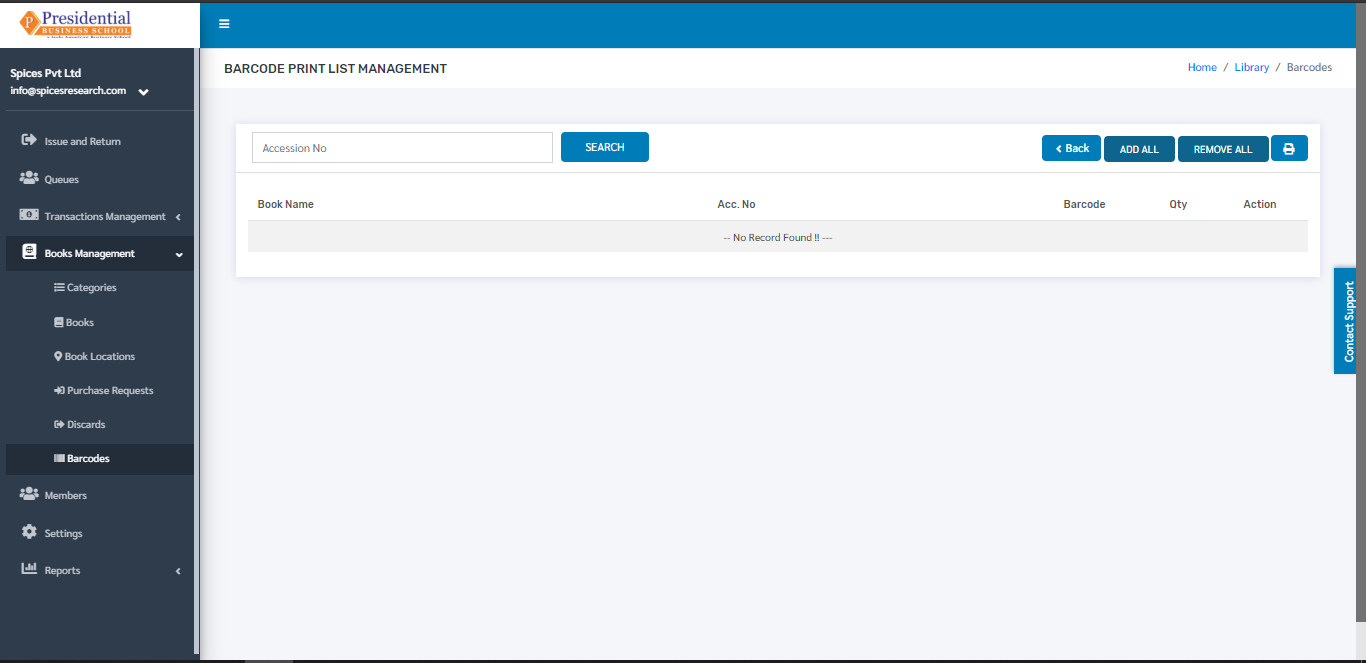 Presidential
BUSINESS SCHOOL
Spices Pvt Ltd
info@spicesresearch.com
Issue and Return
Queues
Transactions Management
Books Management
Categories
Books
Book Locations
Purchase Requests
Discards
Barcodes
Members
Settings
Reports
BARCODE PRINT LIST MANAGEMENT
Home / Library / Barcodes
Accession No
SEARCH
Back
ADD ALL
REMOVE ALL
Book Name Acc. No Barcode Qty Action
-- No Record Found !! ---
Contact Support